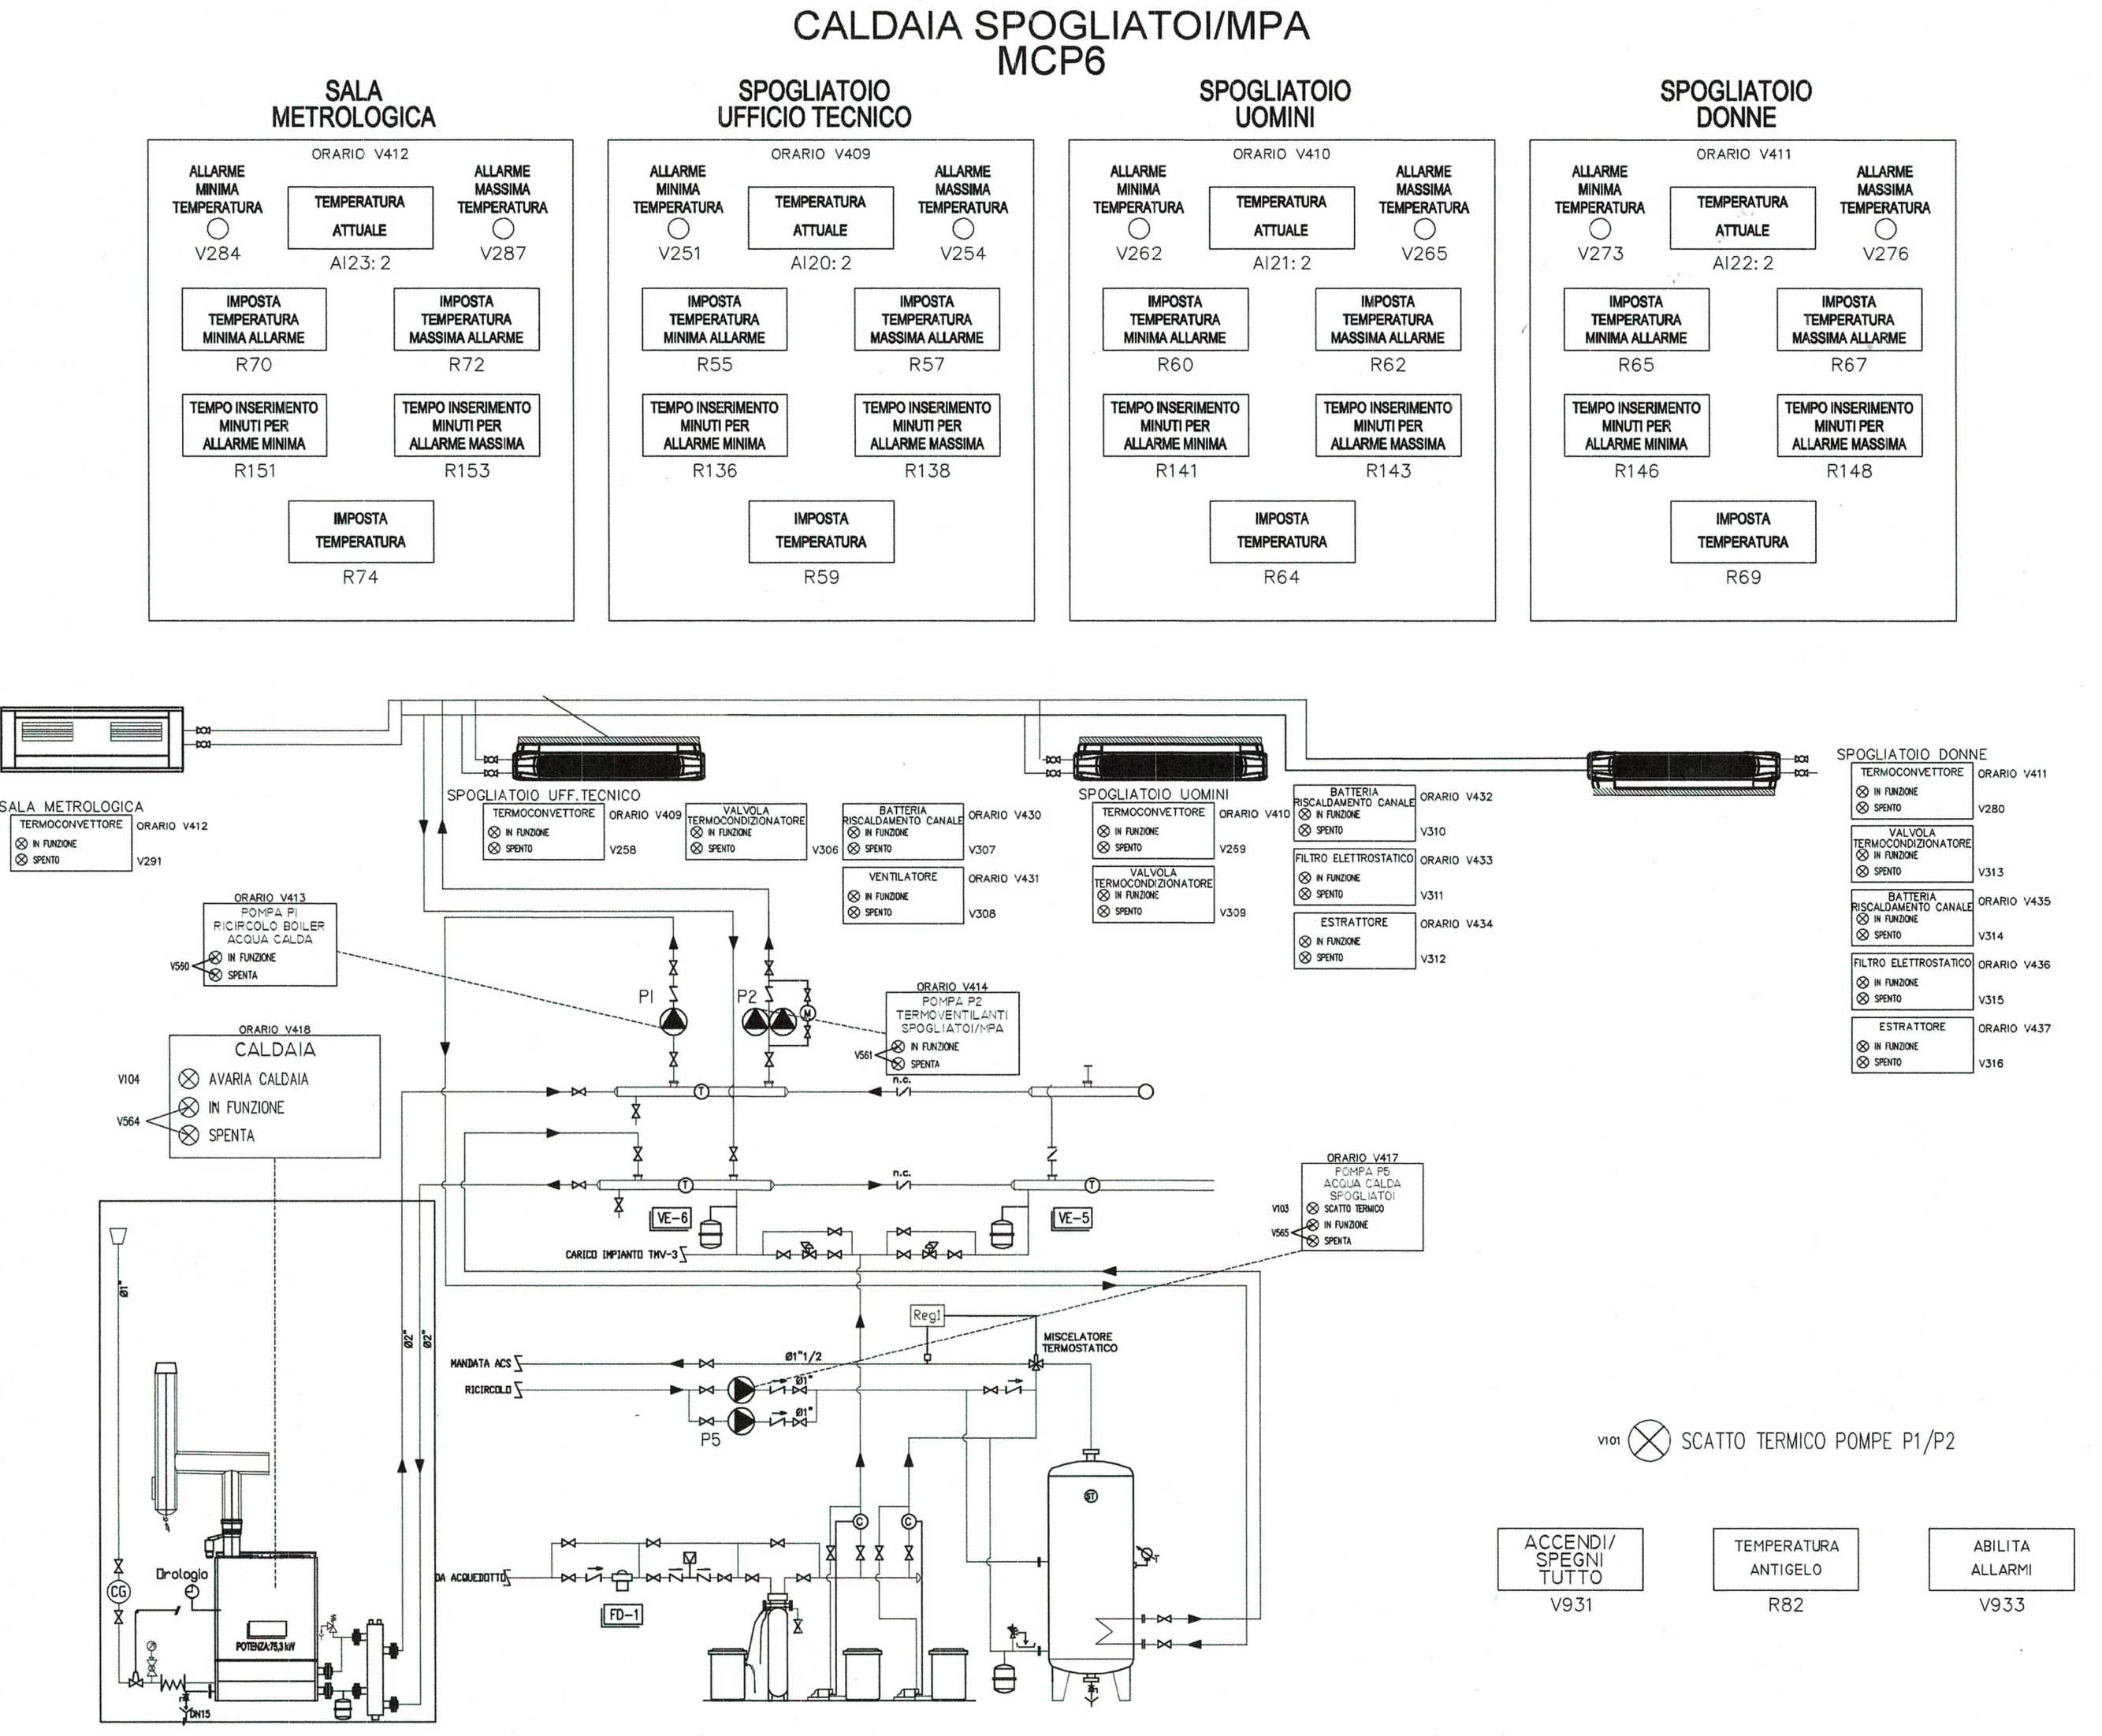 CALDAIA SPOGLIATOI/MPA
MCP6
SALA
METROLOGICA
ORARIO V412
ALLARME
MINIMA
TEMPERATURA
V284
TEMPERATURA
ATTUALE
AI23:2
ALLARME
MASSIMA
TEMPERATURA
V287
IMPOSTA
TEMPERATURA
MINIMA ALLARME
R70
IMPOSTA
TEMPERATURA
MASSIMA ALLARME
R72
TEMPO INSERIMENTO
MINUTI PER
ALLARME MINIMA
R151
TEMPO INSERIMENTO
MINUTI PER
ALLARME MASSIMA
R153
IMPOSTA
TEMPERATURA
R74
SPOGLIATOIO
UFFICIO TECNICO
ORARIO V409
ALLARME
MINIMA
TEMPERATURA
V251
TEMPERATURA
ATTUALE
AI20:2
ALLARME
MASSIMA
TEMPERATURA
V254
IMPOSTA
TEMPERATURA
MINIMA ALLARME
R55
IMPOSTA
TEMPERATURA
MASSIMA ALLARME
R57
TEMPO INSERIMENTO
MINUTI PER
ALLARME MINIMA
R136
TEMPO INSERIMENTO
MINUTI PER
ALLARME MASSIMA
R138
IMPOSTA
TEMPERATURA
R59
SPOGLIATOIO
UOMINI
ORARIO V410
ALLARME
MINIMA
TEMPERATURA
V262
TEMPERATURA
ATTUALE
AI21:2
ALLARME
MASSIMA
TEMPERATURA
V265
IMPOSTA
TEMPERATURA
MINIMA ALLARME
R60
IMPOSTA
TEMPERATURA
MASSIMA ALLARME
R62
TEMPO INSERIMENTO
MINUTI PER
ALLARME MINIMA
R141
TEMPO INSERIMENTO
MINUTI PER
ALLARME MASSIMA
R143
IMPOSTA
TEMPERATURA
R64
SPOGLIATOIO
DONNE
ORARIO V411
ALLARME
MINIMA
TEMPERATURA
V273
TEMPERATURA
ATTUALE
AI22:2
ALLARME
MASSIMA
TEMPERATURA
V276
IMPOSTA
TEMPERATURA
MINIMA ALLARME
R65
IMPOSTA
TEMPERATURA
MASSIMA ALLARME
R67
TEMPO INSERIMENTO
MINUTI PER
ALLARME MINIMA
R146
TEMPO INSERIMENTO
MINUTI PER
ALLARME MASSIMA
R148
IMPOSTA
TEMPERATURA
R69
SALA METROLOGICA
TERMOCONVETTORE ORARIO V412
IN FUNZIONE
SPENTO V291
SPOGLIATOIO UFF.TECNICO
TERMOCONVETTORE ORARIO V409
IN FUNZIONE
SPENTO V258
VALVOLA
TERMOCONDIZIONATORE
IN FUNZIONE
SPENTO V306
BATTERIA
RISCALDAMENTO CANALE ORARIO V430
IN FUNZIONE
SPENTO V307
VENTILATORE ORARIO V431
IN FUNZIONE
SPENTO V308
SPOGLIATOIO UOMINI
TERMOCONVETTORE ORARIO V410
IN FUNZIONE
SPENTO V269
VALVOLA
TERMOCONDIZIONATORE
IN FUNZIONE
SPENTO V309
BATTERIA
RISCALDAMENTO CANALE ORARIO V432
IN FUNZIONE
SPENTO V310
FILTRO ELETTROSTATICO ORARIO V433
IN FUNZIONE
SPENTO V311
ESTRATTORE ORARIO V434
IN FUNZIONE
SPENTO V312
SPOGLIATOIO DONNE
TERMOCONVETTORE ORARIO V411
IN FUNZIONE
SPENTO V280
VALVOLA
TERMOCONDIZIONATORE
IN FUNZIONE
SPENTO V313
BATTERIA
RISCALDAMENTO CANALE ORARIO V435
IN FUNZIONE
SPENTO V314
FILTRO ELETTROSTATICO ORARIO V436
IN FUNZIONE
SPENTO V315
ESTRATTORE ORARIO V437
IN FUNZIONE
SPENTO V316
ORARIO V413
POMPA P1
RICIRCOLO BOILER
ACQUA CALDA
IN FUNZIONE
V560
SPENTA
P1
P2
M
ORARIO V414
POMPA P2
TERMOVENTILANTI
SPOGLIATOI/MPA
IN FUNZIONE
V561
SPENTA
ORARIO V418
CALDAIA
V104 AVARIA CALDAIA
IN FUNZIONE
V564
SPENTA
T
n.c.
T
n.c.
T
VE-6
VE-5
CARICO IMPIANTO TMV-3
ORARIO V417
POMPA P5
ACQUA CALDA
SPOGLIATOI
V103 SCATTO TERMICO
IN FUNZIONE
V565
SPENTA
Ø1"
Ø2"
Ø2"
Reg1
MISCELATORE
TERMOSTATICO
MANDATA ACS
Ø1"1/2
RICIRCOLO
Ø1"
Ø1"
P5
V101 SCATTO TERMICO POMPE P1/P2
ST
C
C
DA ACQUEDOTTO
FD-1
Orologio
CG
POTENZA:75,3 kW
DN15
ACCENDI/
SPEGNI
TUTTO
V931
TEMPERATURA
ANTIGELO
R82
ABILITA
ALLARMI
V933